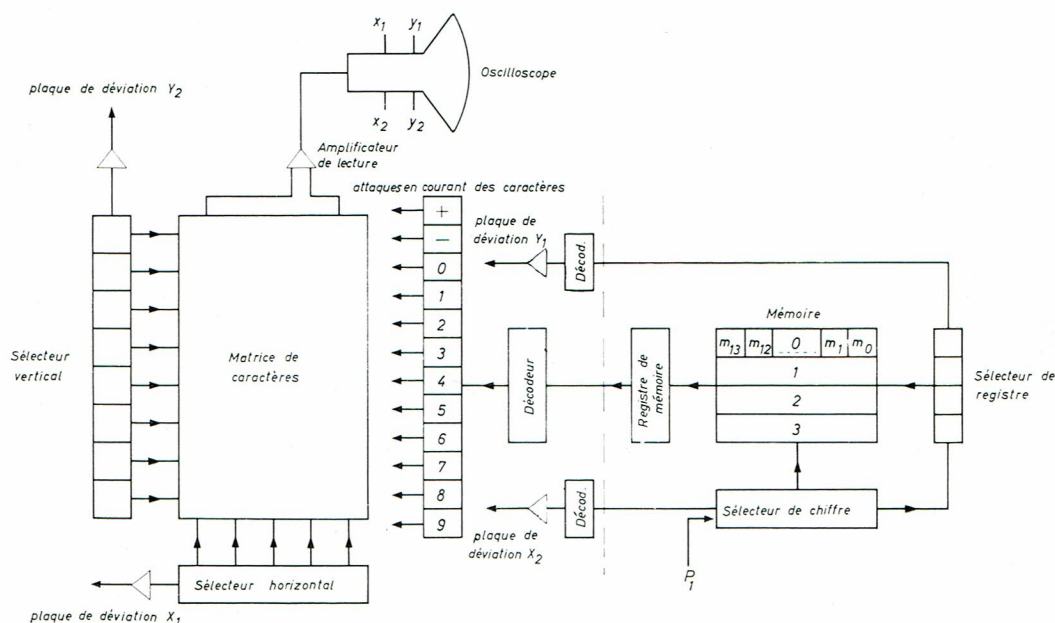 x1 y1
Oscilloscope
x2 y2
plaque de déviation Y2
Amplificateur
de lecture
attaques en courant des caractères
+
−
0
1
2
3
4
5
6
7
8
9
plaque de
déviation Y1
Décod.
Sélecteur
vertical
Matrice de
caractères
Décodeur
Registre de
mémoire
Mémoire
m13 m12 0 m1 m0
1
2
3
Sélecteur de
registre
plaque de
déviation X2
Décod.
Sélecteur de chiffre
P1
Sélecteur horizontal
plaque de déviation X1